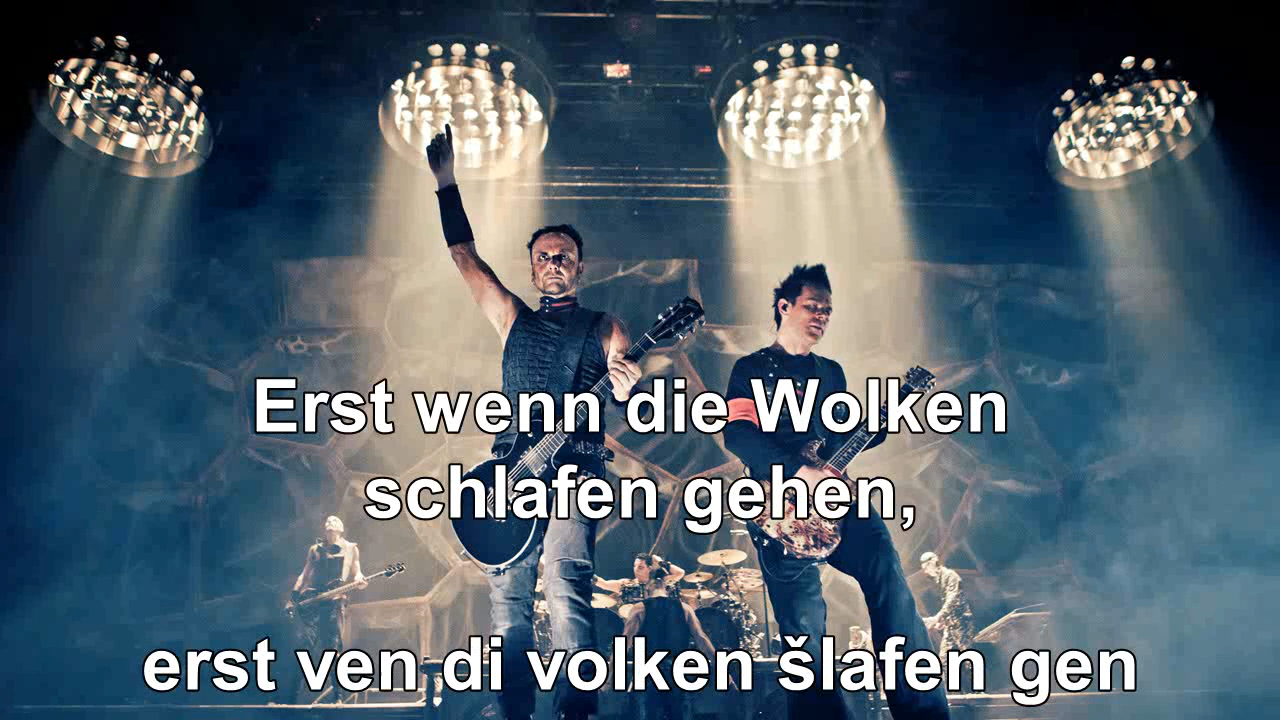 Erst wenn die Wolken
schlafen gehen,
erst ven di volken šlafen gen